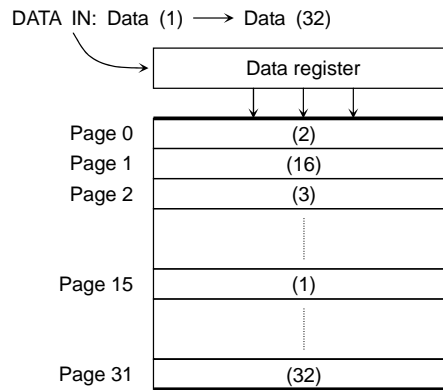 DATA IN: Data (1) ⟶ Data (32)
Data register
Page 0 (2)
Page 1 (16)
Page 2 (3)
Page 15 (1)
Page 31 (32)